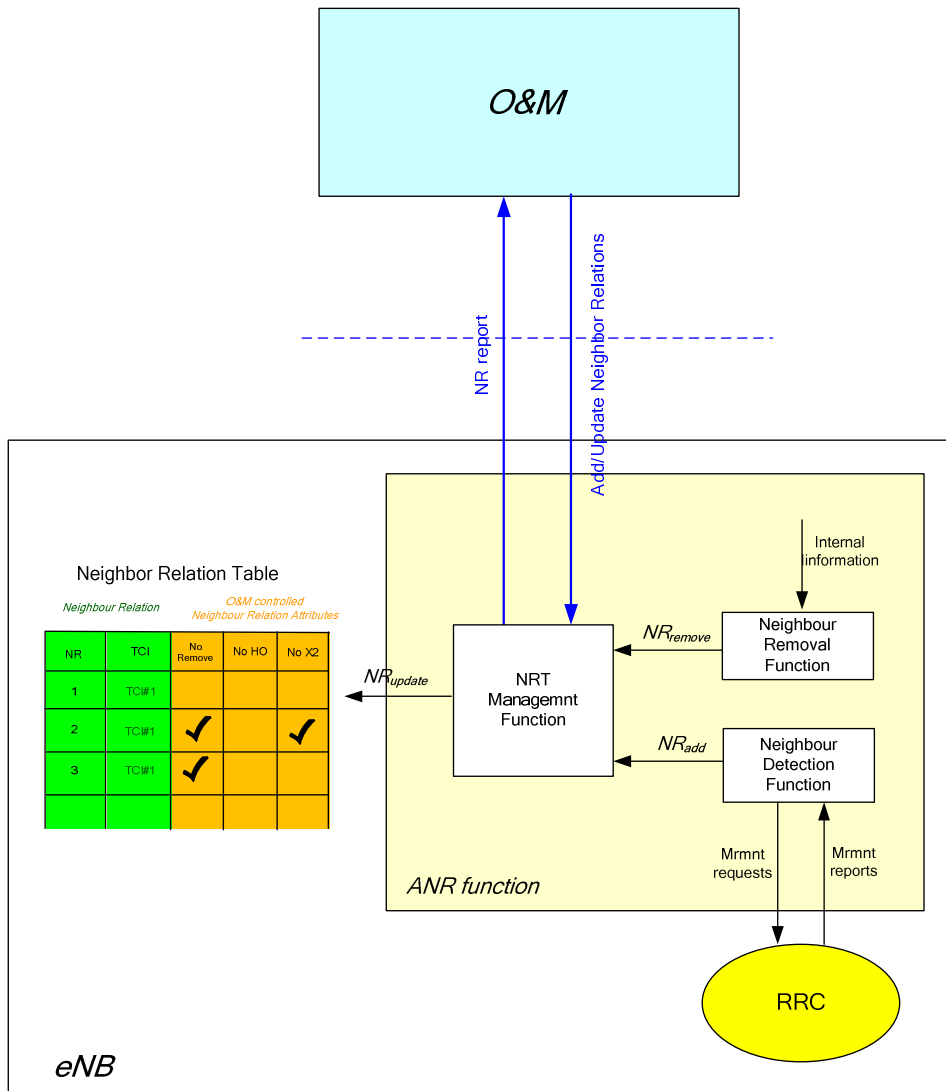 O&M
NR report
Add/Update Neighbor Relations
Internal
Iinformation
Neighbor Relation Table
Neighbour Relation
O&M controlled
Neighbour Relation Attributes
NR
TCI
No
Remove
No HO
No X2
1
TCI#1
2
TCI#1
3
TCI#1
NRupdate
NRT
Managemnt
Function
NRremove
Neighbour
Removal
Function
NRadd
Neighbour
Detection
Function
Mrmnt
requests
Mrmnt
reports
ANR function
RRC
eNB